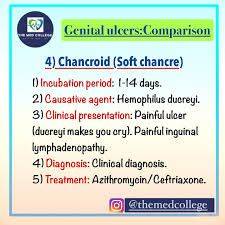 THE MED COLLEGE
Genital ulcers:Comparison
4) Chancroid (Soft chancre)
1) Incubation period: 1-14 days.
2) Causative agent: Hemophilus ducreyi.
3) Clinical presentation: Painful ulcer
(ducreyi makes you cry). Painful inguinal
lymphadenopathy.
4) Diagnosis: Clinical diagnosis.
5) Treatment: Azithromycin/Ceftriaxone.
@themedcollege